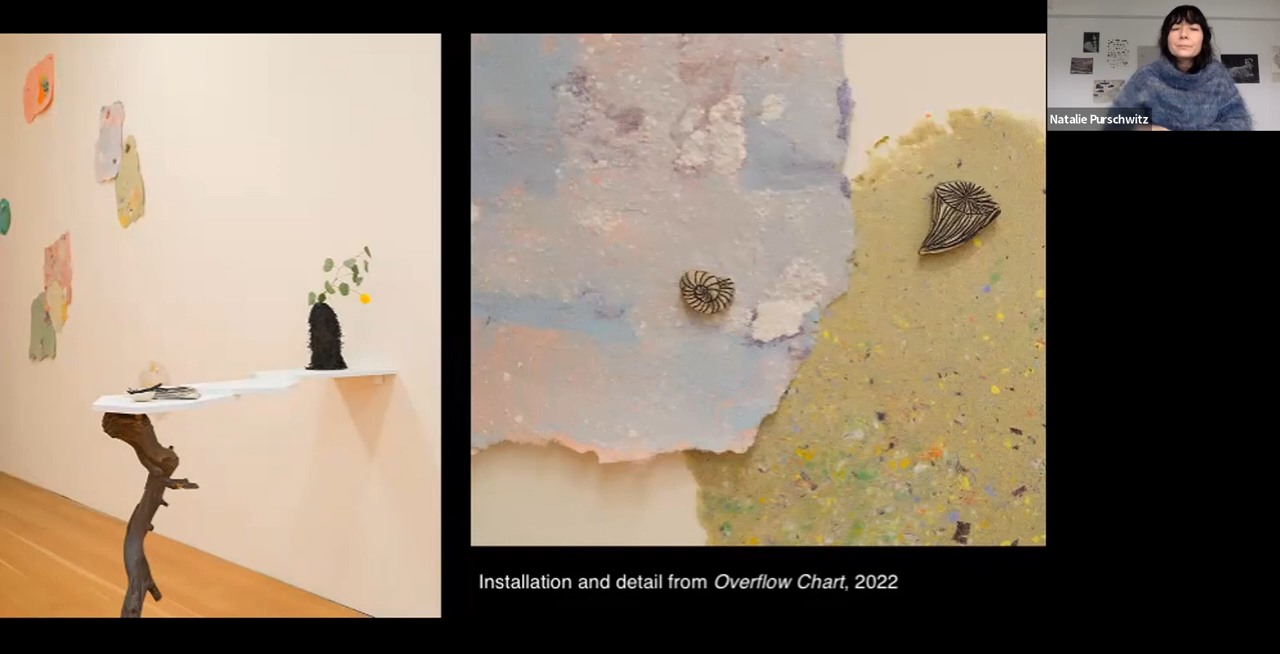 Natalie Purschwitz
Installation and detail from Overflow Chart, 2022